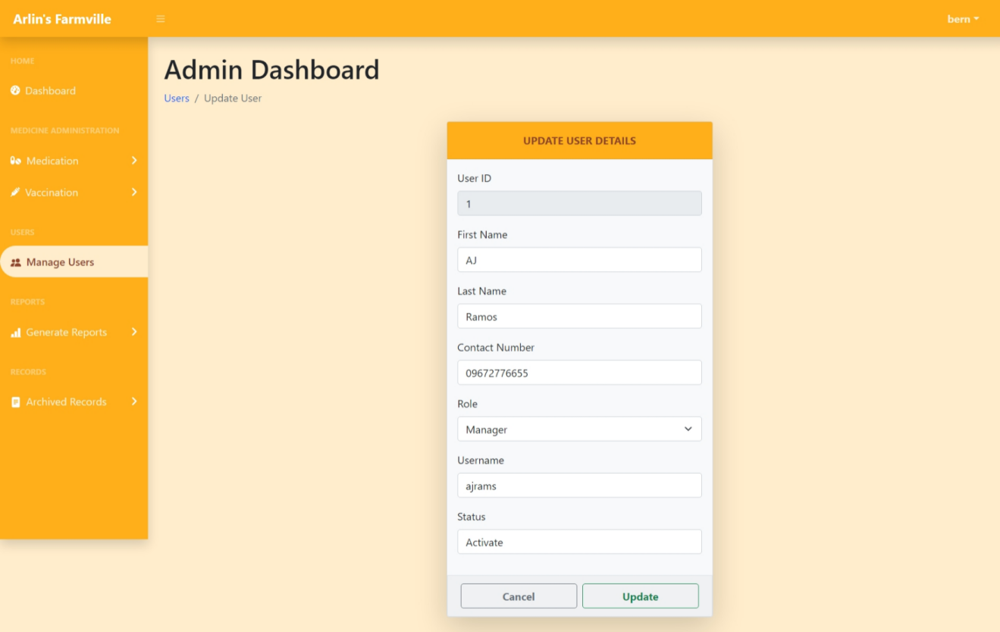 Arlin's Farmville
bern
HOME
Dashboard
MEDICINE ADMINISTRATION
Medication
Vaccination
USERS
Manage Users
REPORTS
Generate Reports
RECORDS
Archived Records
Admin Dashboard
Users / Update User
UPDATE USER DETAILS
User ID
1
First Name
AJ
Last Name
Ramos
Contact Number
09672776655
Role
Manager
Username
ajrams
Status
Activate
Cancel Update